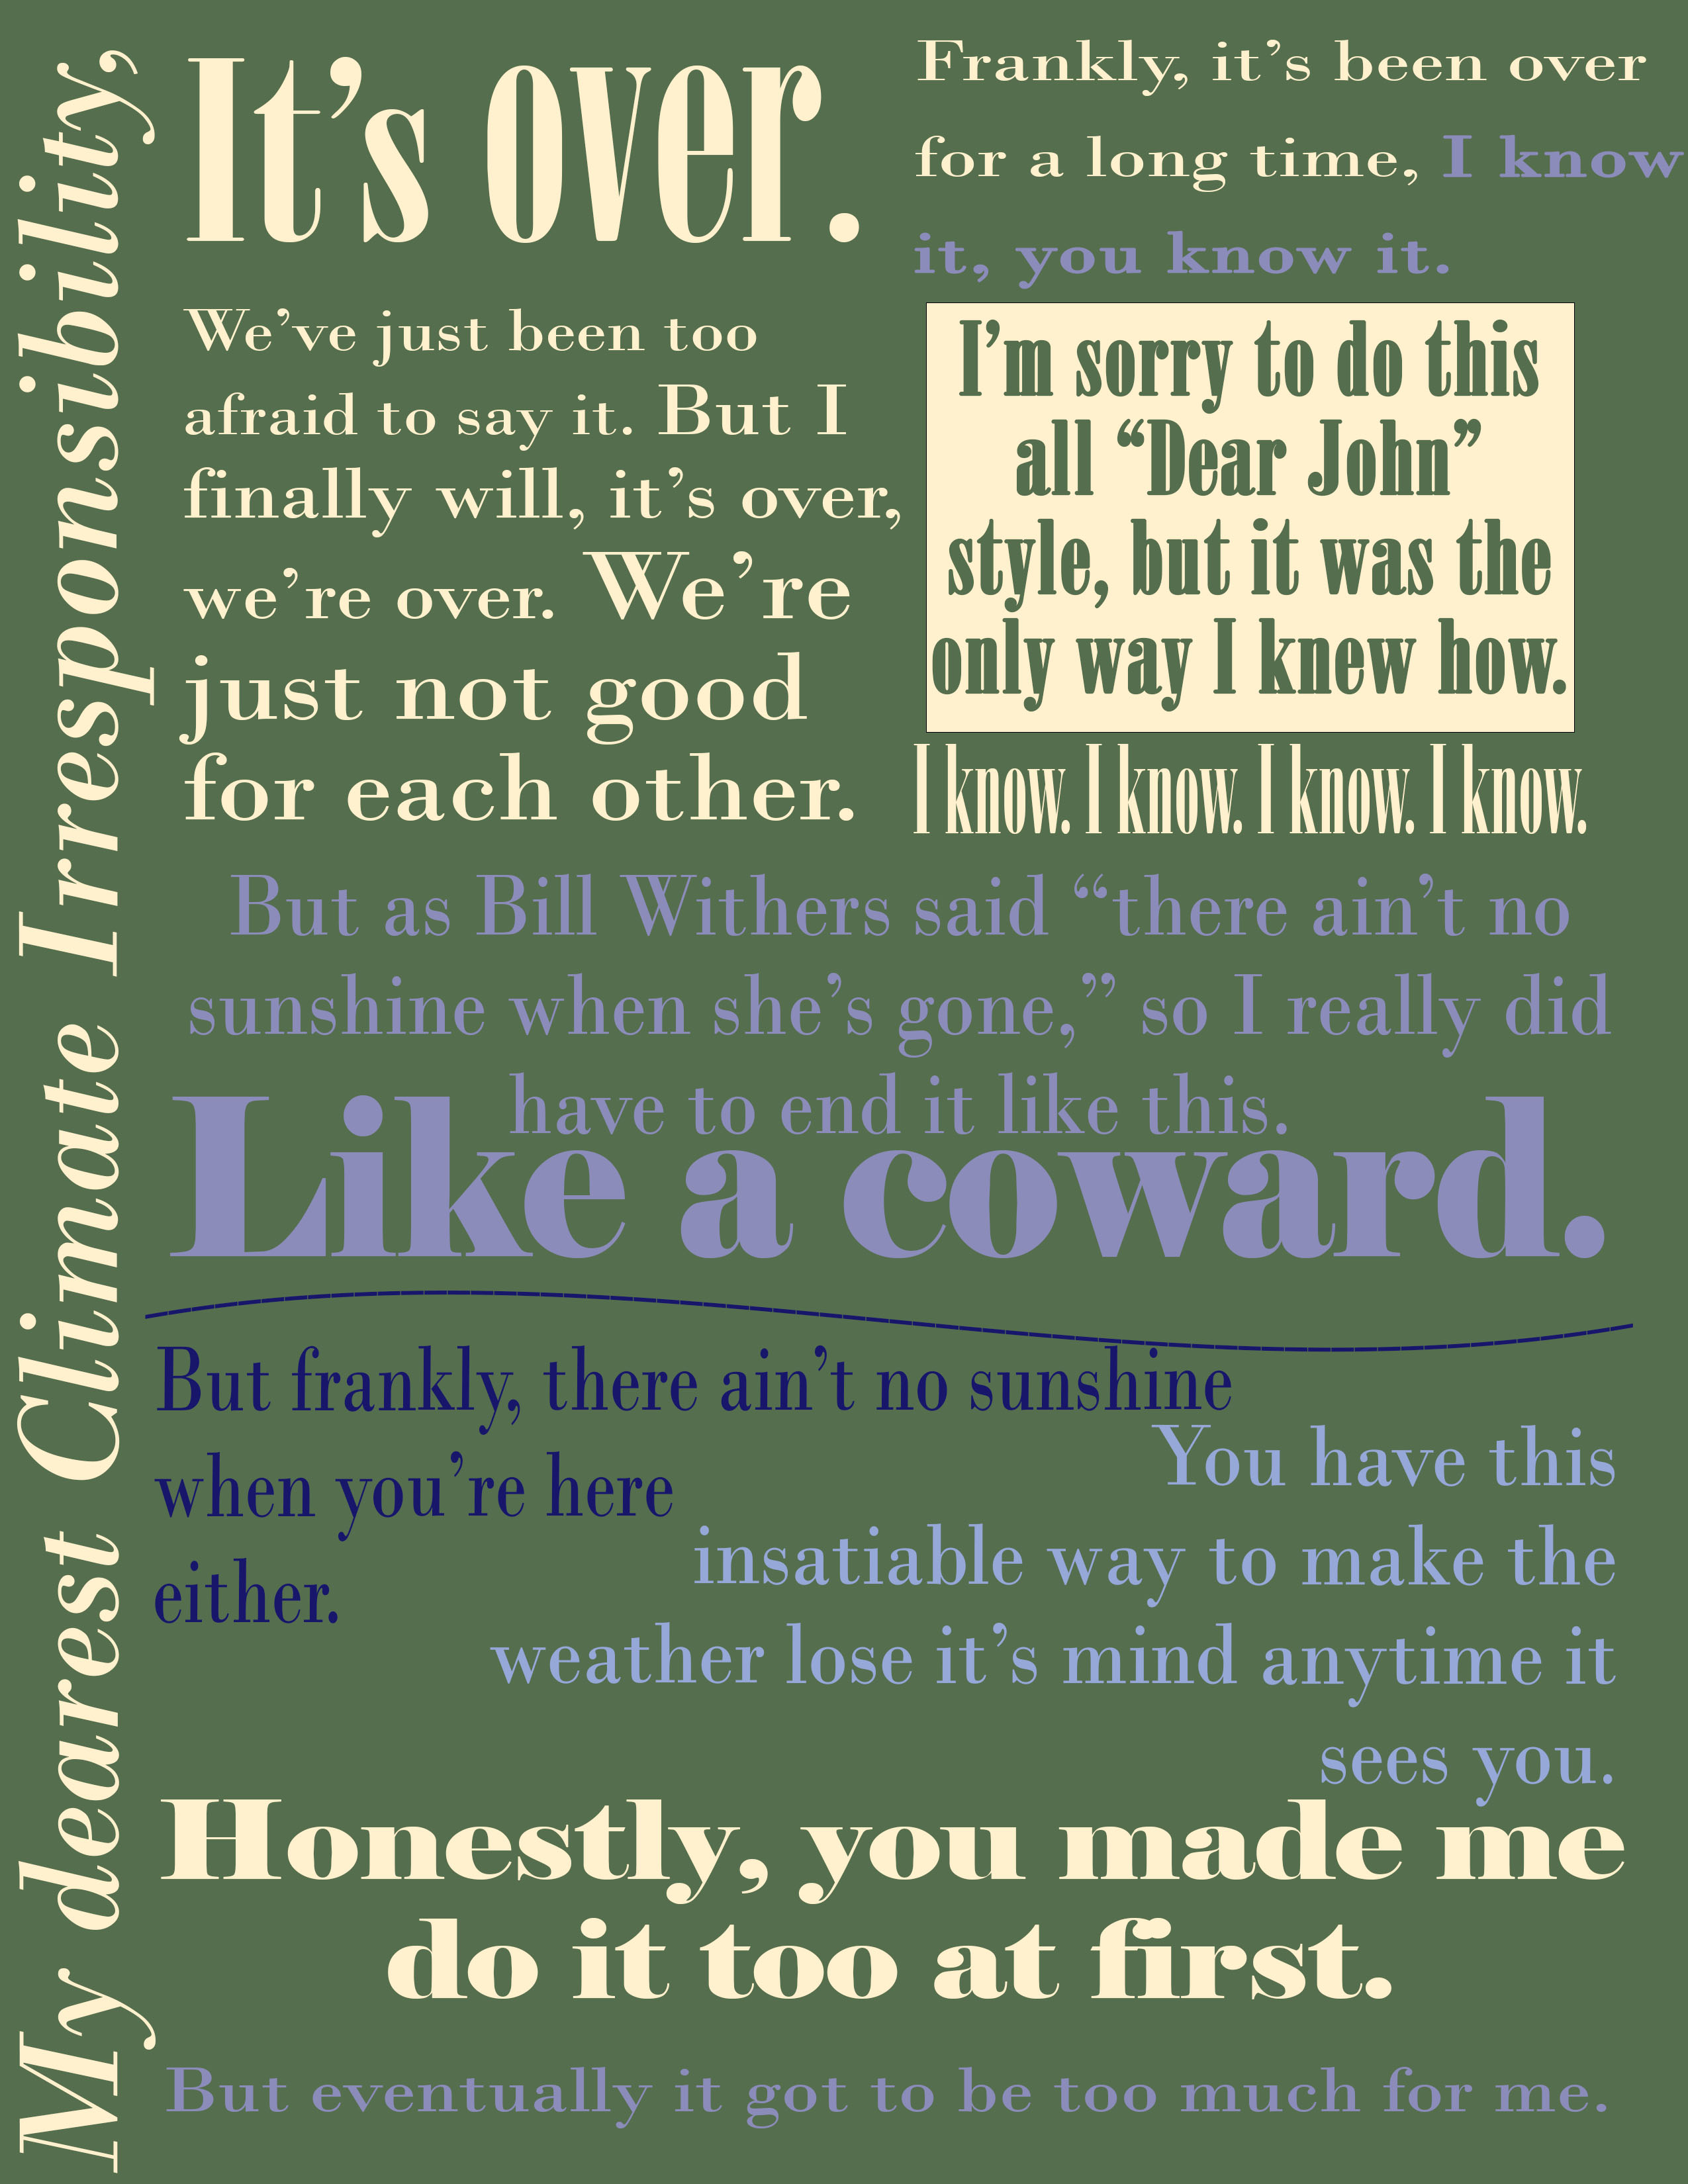 My dearest Climate Irresponsibility,
It's over.
We've just been too
afraid to say it. But I
finally will, it's over,
we're over. We're
just not good
for each other.
Frankly, it's been over
for a long time, I know
it, you know it.
I'm sorry to do this
all “Dear John”
style, but it was the
only way I knew how.
I know. I know. I know. I know.
But as Bill Withers said “there ain't no
sunshine when she's gone,” so I really did
have to end it like this.
Like a coward.
But frankly, there ain't no sunshine
when you're here
either.
You have this
insatiable way to make the
weather lose it's mind anytime it
sees you.
Honestly, you made me
do it too at first.
But eventually it got to be too much for me.